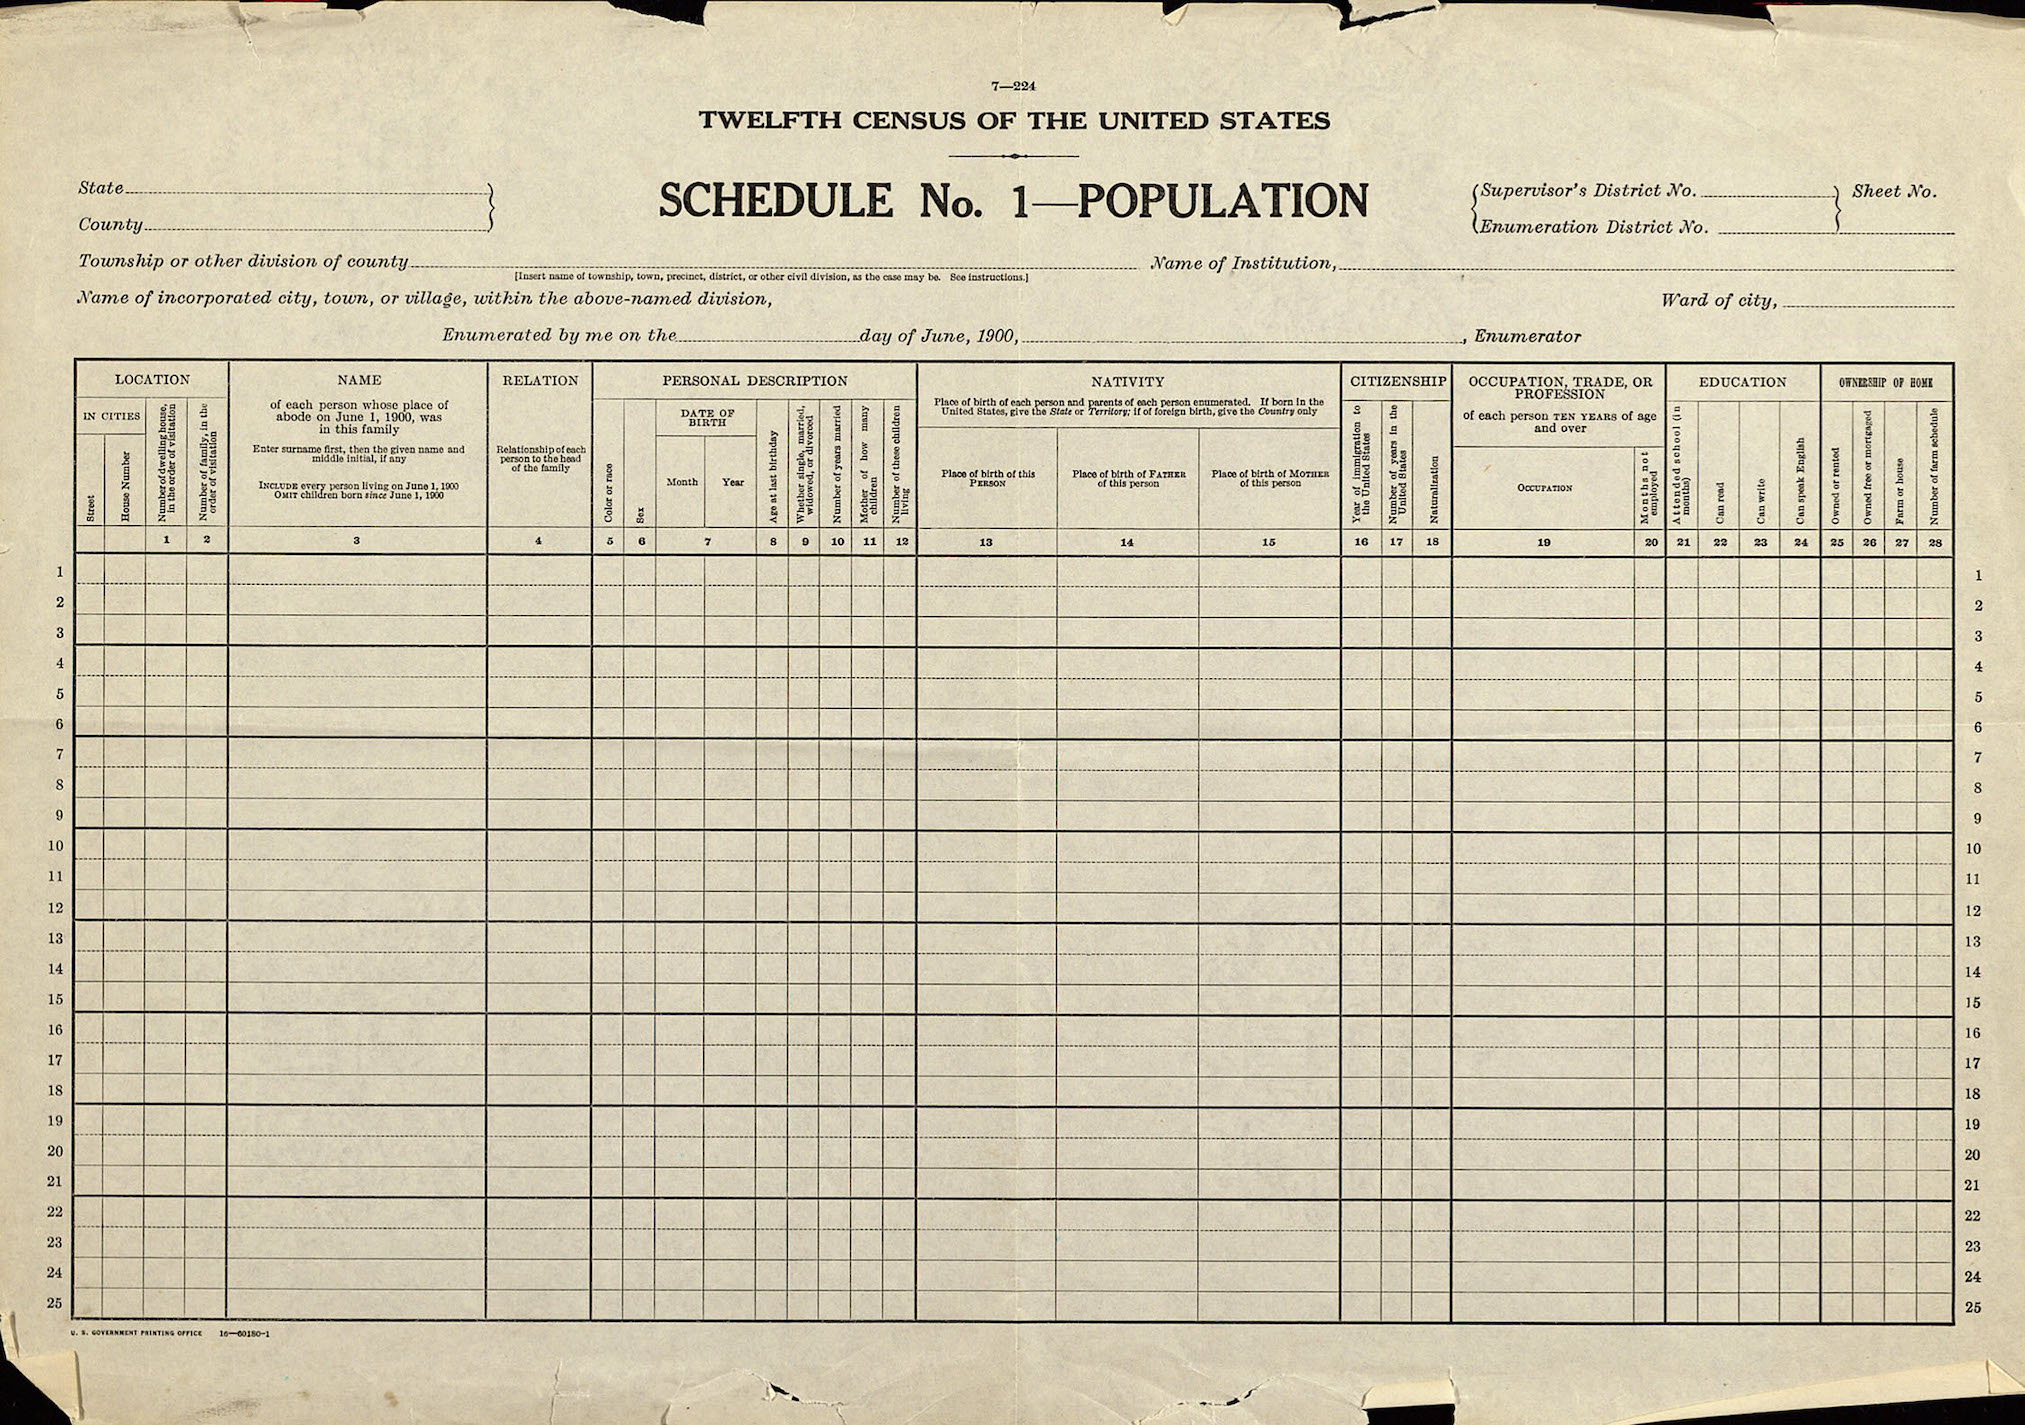 7—224
TWELFTH CENSUS OF THE UNITED STATES
SCHEDULE No. 1—POPULATION
State
County
Supervisor's District No.
Enumeration District No.
Sheet No.
Township or other division of county
[Insert name of township, town, precinct, district, or other civil division, as the case may be. See instructions.]
Name of Institution,
Name of incorporated city, town, or village, within the above-named division,
Ward of city,
Enumerated by me on the
day of June, 1900,
, Enumerator
LOCATION
IN CITIES
Street
House Number
Number of dwelling house,
in the order of visitation
Number of family, in the
order of visitation
NAME
of each person whose place of
abode on June 1, 1900, was
in this family
Enter surname first, then the given name and
middle initial, if any
INCLUDE every person living on June 1, 1900
OMIT children born since June 1, 1900
RELATION
Relationship of each
person to the head
of the family
PERSONAL DESCRIPTION
Color or race
Sex
DATE OF
BIRTH
Month
Year
Age at last birthday
Whether single, married,
widowed, or divorced
Number of years married
Mother of how many
children
Number of these children
living
NATIVITY
Place of birth of each person and parents of each person enumerated. If born in the
United States, give the State or Territory; if of foreign birth, give the Country only
Place of birth of this
PERSON
Place of birth of FATHER
of this person
Place of birth of MOTHER
of this person
CITIZENSHIP
Year of immigration to
the United States
Number of years in the
United States
Naturalization
OCCUPATION, TRADE, OR
PROFESSION
of each person TEN YEARS of age
and over
OCCUPATION
Months not
employed
EDUCATION
Attended school (in
months)
Can read
Can write
Can speak English
OWNERSHIP OF HOME
Owned or rented
Owned free or mortgaged
Farm or house
Number of farm schedule
1 2 3 4 5 6 7 8 9 10 11 12 13 14 15 16 17 18 19 20 21 22 23 24 25 26 27 28
1 1
2 2
3 3
4 4
5 5
6 6
7 7
8 8
9 9
10 10
11 11
12 12
13 13
14 14
15 15
16 16
17 17
18 18
19 19
20 20
21 21
22 22
23 23
24 24
25 25
U. S. GOVERNMENT PRINTING OFFICE 16—60180-1